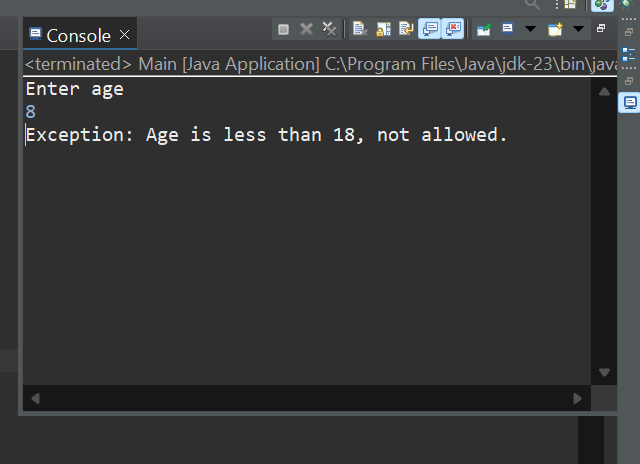 Console
<terminated> Main [Java Application] C:\Program Files\Java\jdk-23\bin\java
Enter age
8
Exception: Age is less than 18, not allowed.